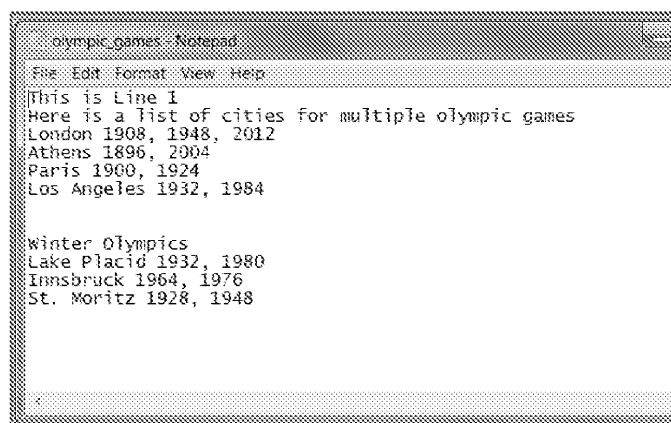 olympic_games - Notepad
File Edit Format View Help
This is Line 1
Here is a list of cities for multiple olympic games
London 1908, 1948, 2012
Athens 1896, 2004
Paris 1900, 1924
Los Angeles 1932, 1984
Winter Olympics
Lake Placid 1932, 1980
Innsbruck 1964, 1976
St. Moritz 1928, 1948